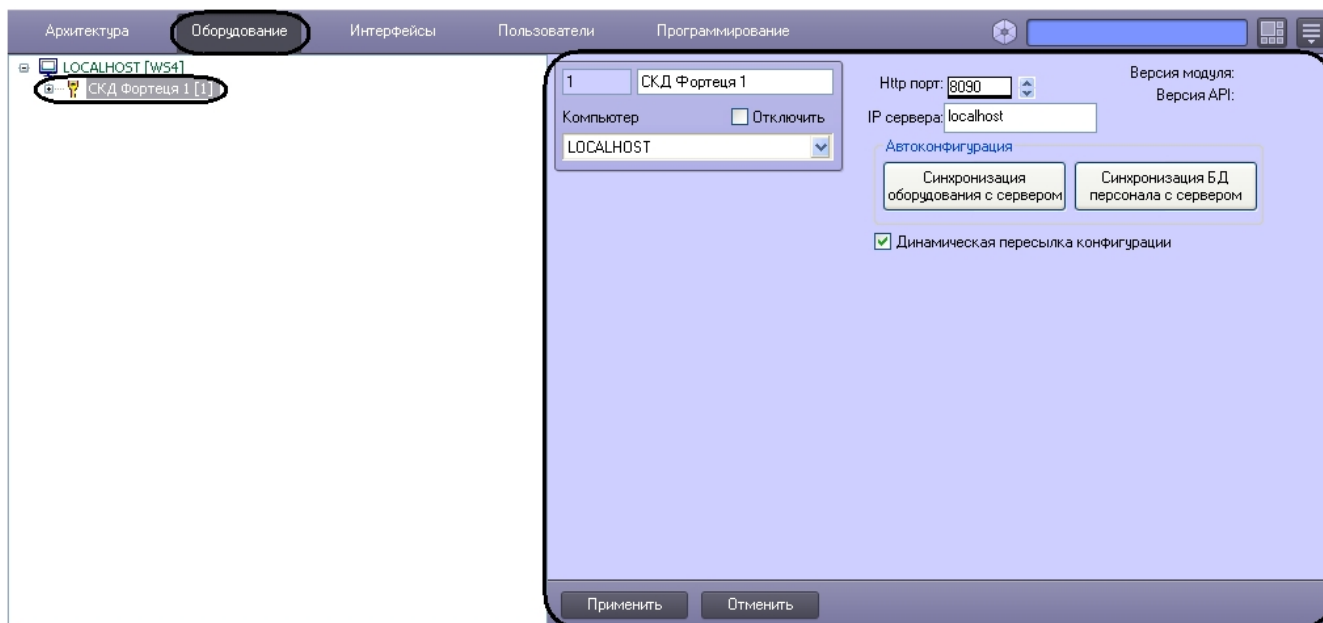 Архитектура Оборудование Интерфейсы Пользователи Программирование
LOCALHOST [WS4]
СКД Фортеця 1 [1]
1 СКД Фортеця 1
Компьютер Отключить
LOCALHOST
Http порт: 8090
IP сервера: localhost
Версия модуля:
Версия API:
Автоконфигурация
Синхронизация
оборудования с сервером
Синхронизация БД
персонала с сервером
Динамическая пересылка конфигурации
Применить Отменить